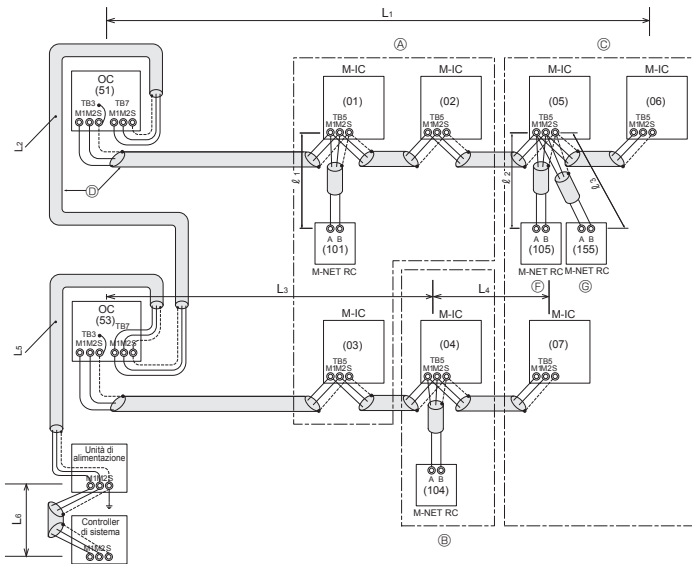 L1
A
C
M-IC
M-IC
M-IC
M-IC
OC
(51)
(01)
(02)
(05)
(06)
TB3
TB7
M1M2S
M1M2S
TB5
M1M2S
TB5
M1M2S
TB5
M1M2S
TB5
M1M2S
L2
D
ℓ1
ℓ2
ℓ3
A B
(101)
M-NET RC
A B
(105)
M-NET RC
A B
(155)
M-NET RC
F
G
L3
L4
OC
(53)
TB3
TB7
M1M2S
M1M2S
M-IC
(03)
TB5
M1M2S
M-IC
(04)
TB5
M1M2S
M-IC
(07)
TB5
M1M2S
L5
Unità di
alimentazione
M1M2S
A B
(104)
M-NET RC
B
L6
Controller
di sistema
M1M2S